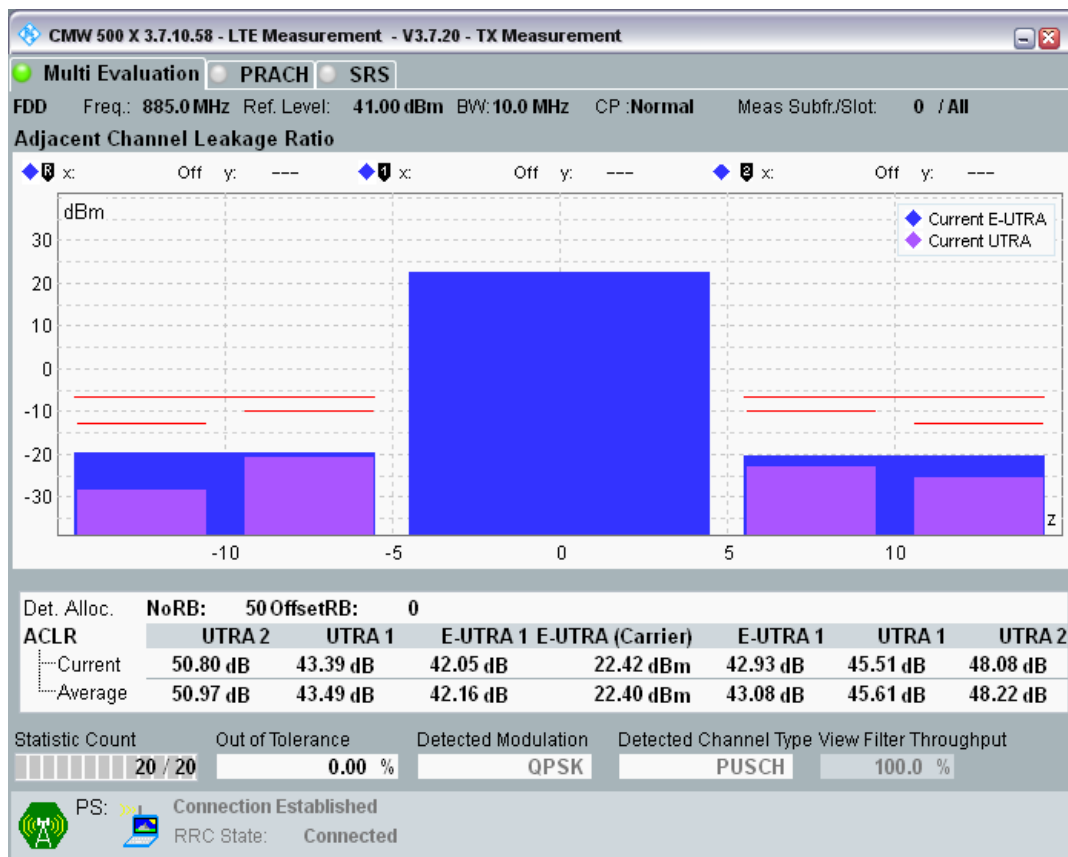 CMW 500 X 3.7.10.58 - LTE Measurement - V3.7.20 - TX Measurement
Multi Evaluation PRACH SRS
FDD Freq.: 885.0 MHz Ref. Level: 41.00 dBm BW: 10.0 MHz CP :Normal Meas Subfr./Slot: 0 / All
Adjacent Channel Leakage Ratio
R x: Off y: --- 1 x: Off y: --- 2 x: Off y: ---
dBm
Current E-UTRA
Current UTRA
30
20
10
0
-10
-20
-30
z
-10 -5 0 5 10
Det. Alloc. NoRB: 50 OffsetRB: 0
ACLR UTRA 2 UTRA 1 E-UTRA 1 E-UTRA (Carrier) E-UTRA 1 UTRA 1 UTRA 2
Current 50.80 dB 43.39 dB 42.05 dB 22.42 dBm 42.93 dB 45.51 dB 48.08 dB
Average 50.97 dB 43.49 dB 42.16 dB 22.40 dBm 43.08 dB 45.61 dB 48.22 dB
Statistic Count Out of Tolerance Detected Modulation Detected Channel Type View Filter Throughput
20 / 20 0.00 % QPSK PUSCH 100.0 %
PS: Connection Established
RRC State: Connected